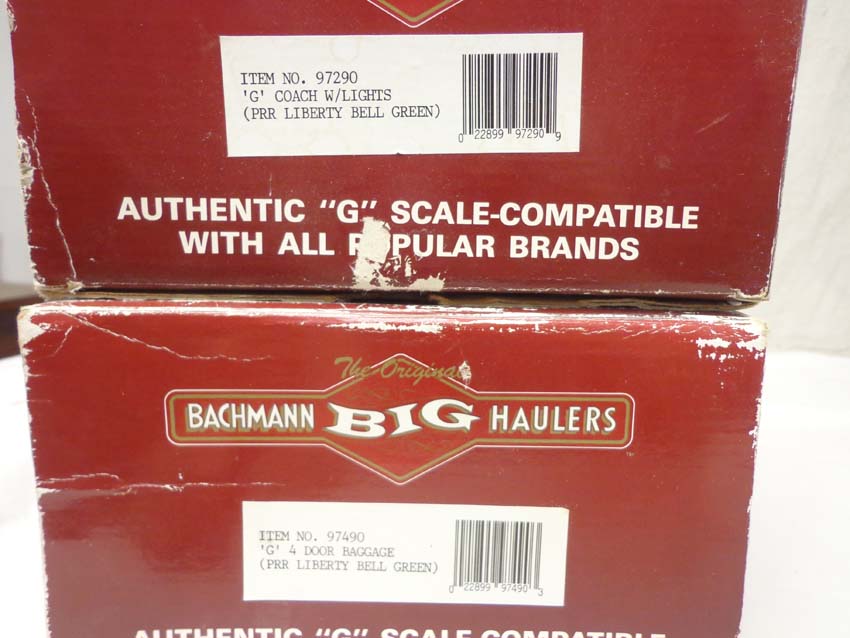 ITEM NO. 97290
'G' COACH W/LIGHTS
(PRR LIBERTY BELL GREEN)
0 22899 97290 9
AUTHENTIC "G" SCALE-COMPATIBLE
WITH ALL P PULAR BRANDS
The Original
BACHMANN BIG HAULERS
TM
ITEM NO. 97490
'G' 4 DOOR BAGGAGE
(PRR LIBERTY BELL GREEN)
0 22899 97490 3
AUTHENTIC "G" SCALE-COMPATIBLE